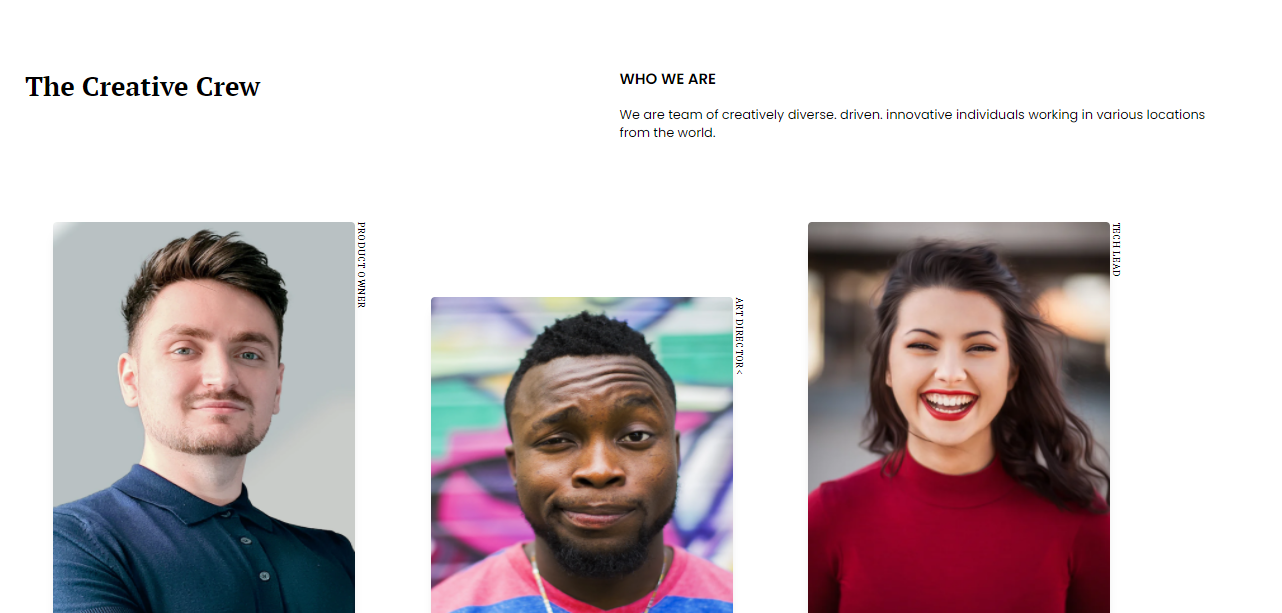 The Creative Crew
WHO WE ARE
We are team of creatively diverse. driven. innovative individuals working in various locations
from the world.
PRODUCT OWNER
ART DIRECTOR<
TECH LEAD